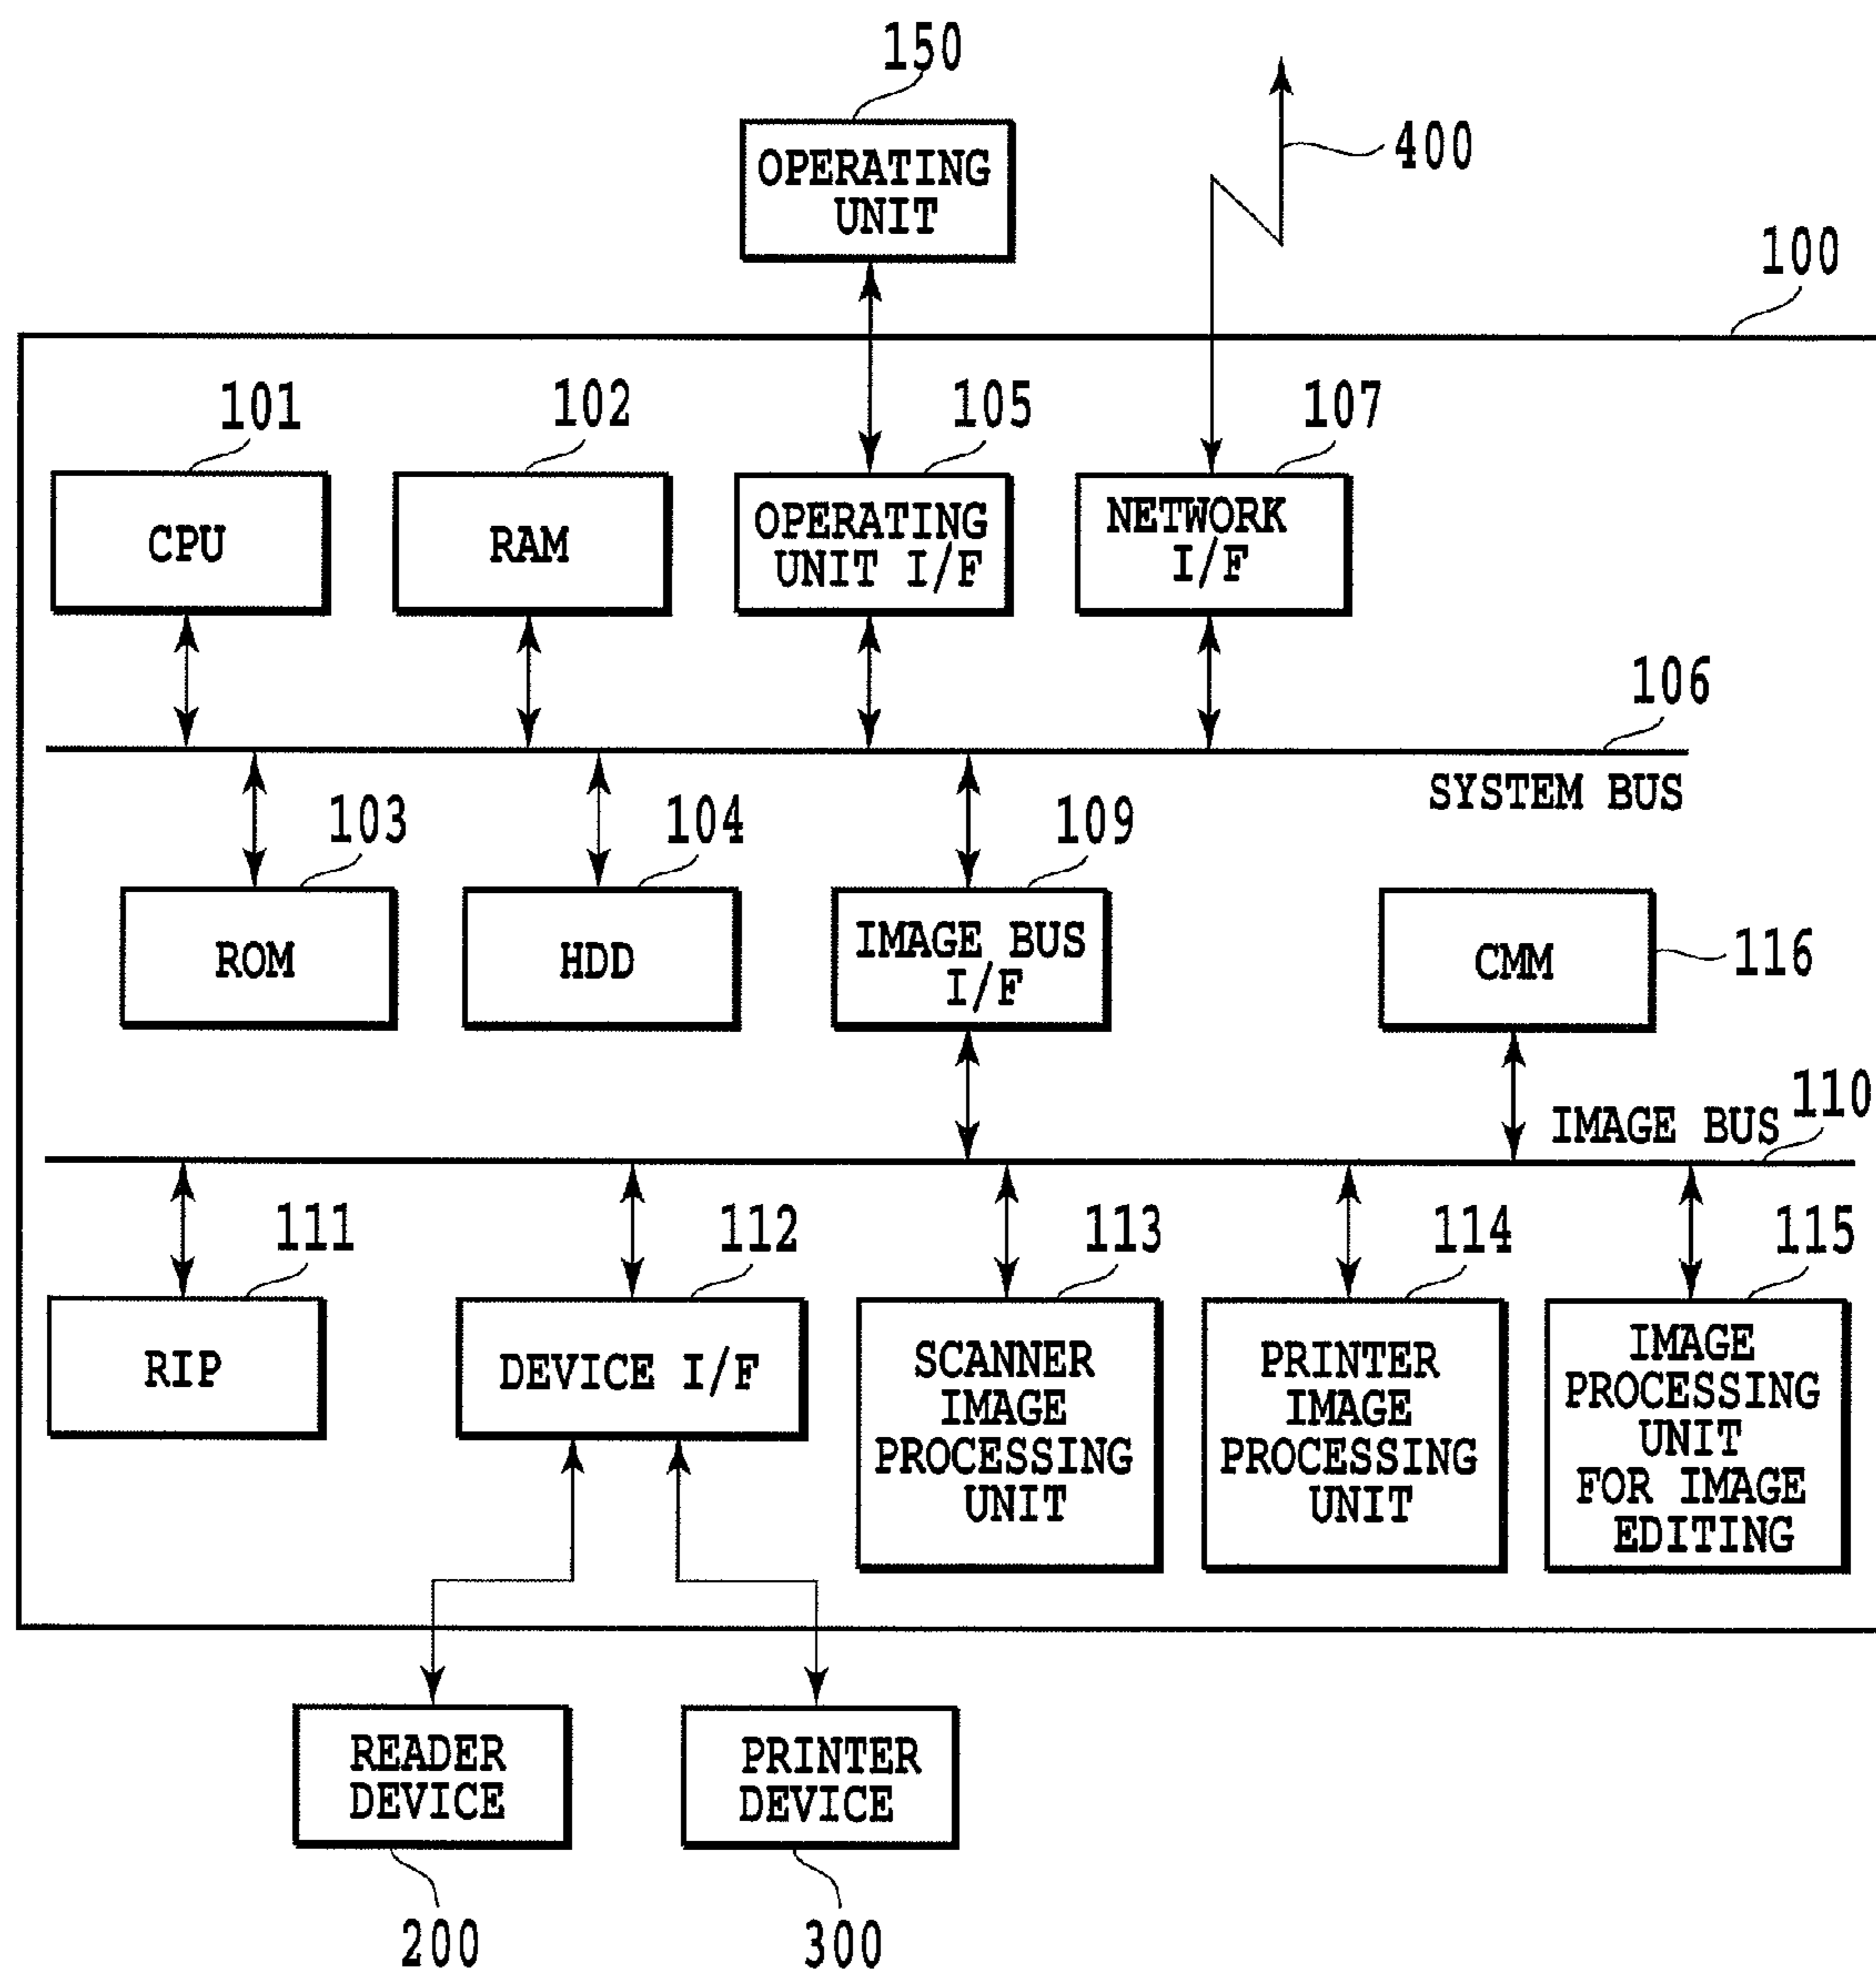 150
OPERATING
UNIT
400
100
101
102
105
107
CPU
RAM
OPERATING
UNIT I/F
NETWORK
I/F
106
SYSTEM BUS
103
104
109
ROM
HDD
IMAGE BUS
I/F
CMM
116
IMAGE BUS
110
111
112
113
114
115
RIP
DEVICE I/F
SCANNER
IMAGE
PROCESSING
UNIT
PRINTER
IMAGE
PROCESSING
UNIT
IMAGE
PROCESSING
UNIT
FOR IMAGE
EDITING
READER
DEVICE
PRINTER
DEVICE
200
300